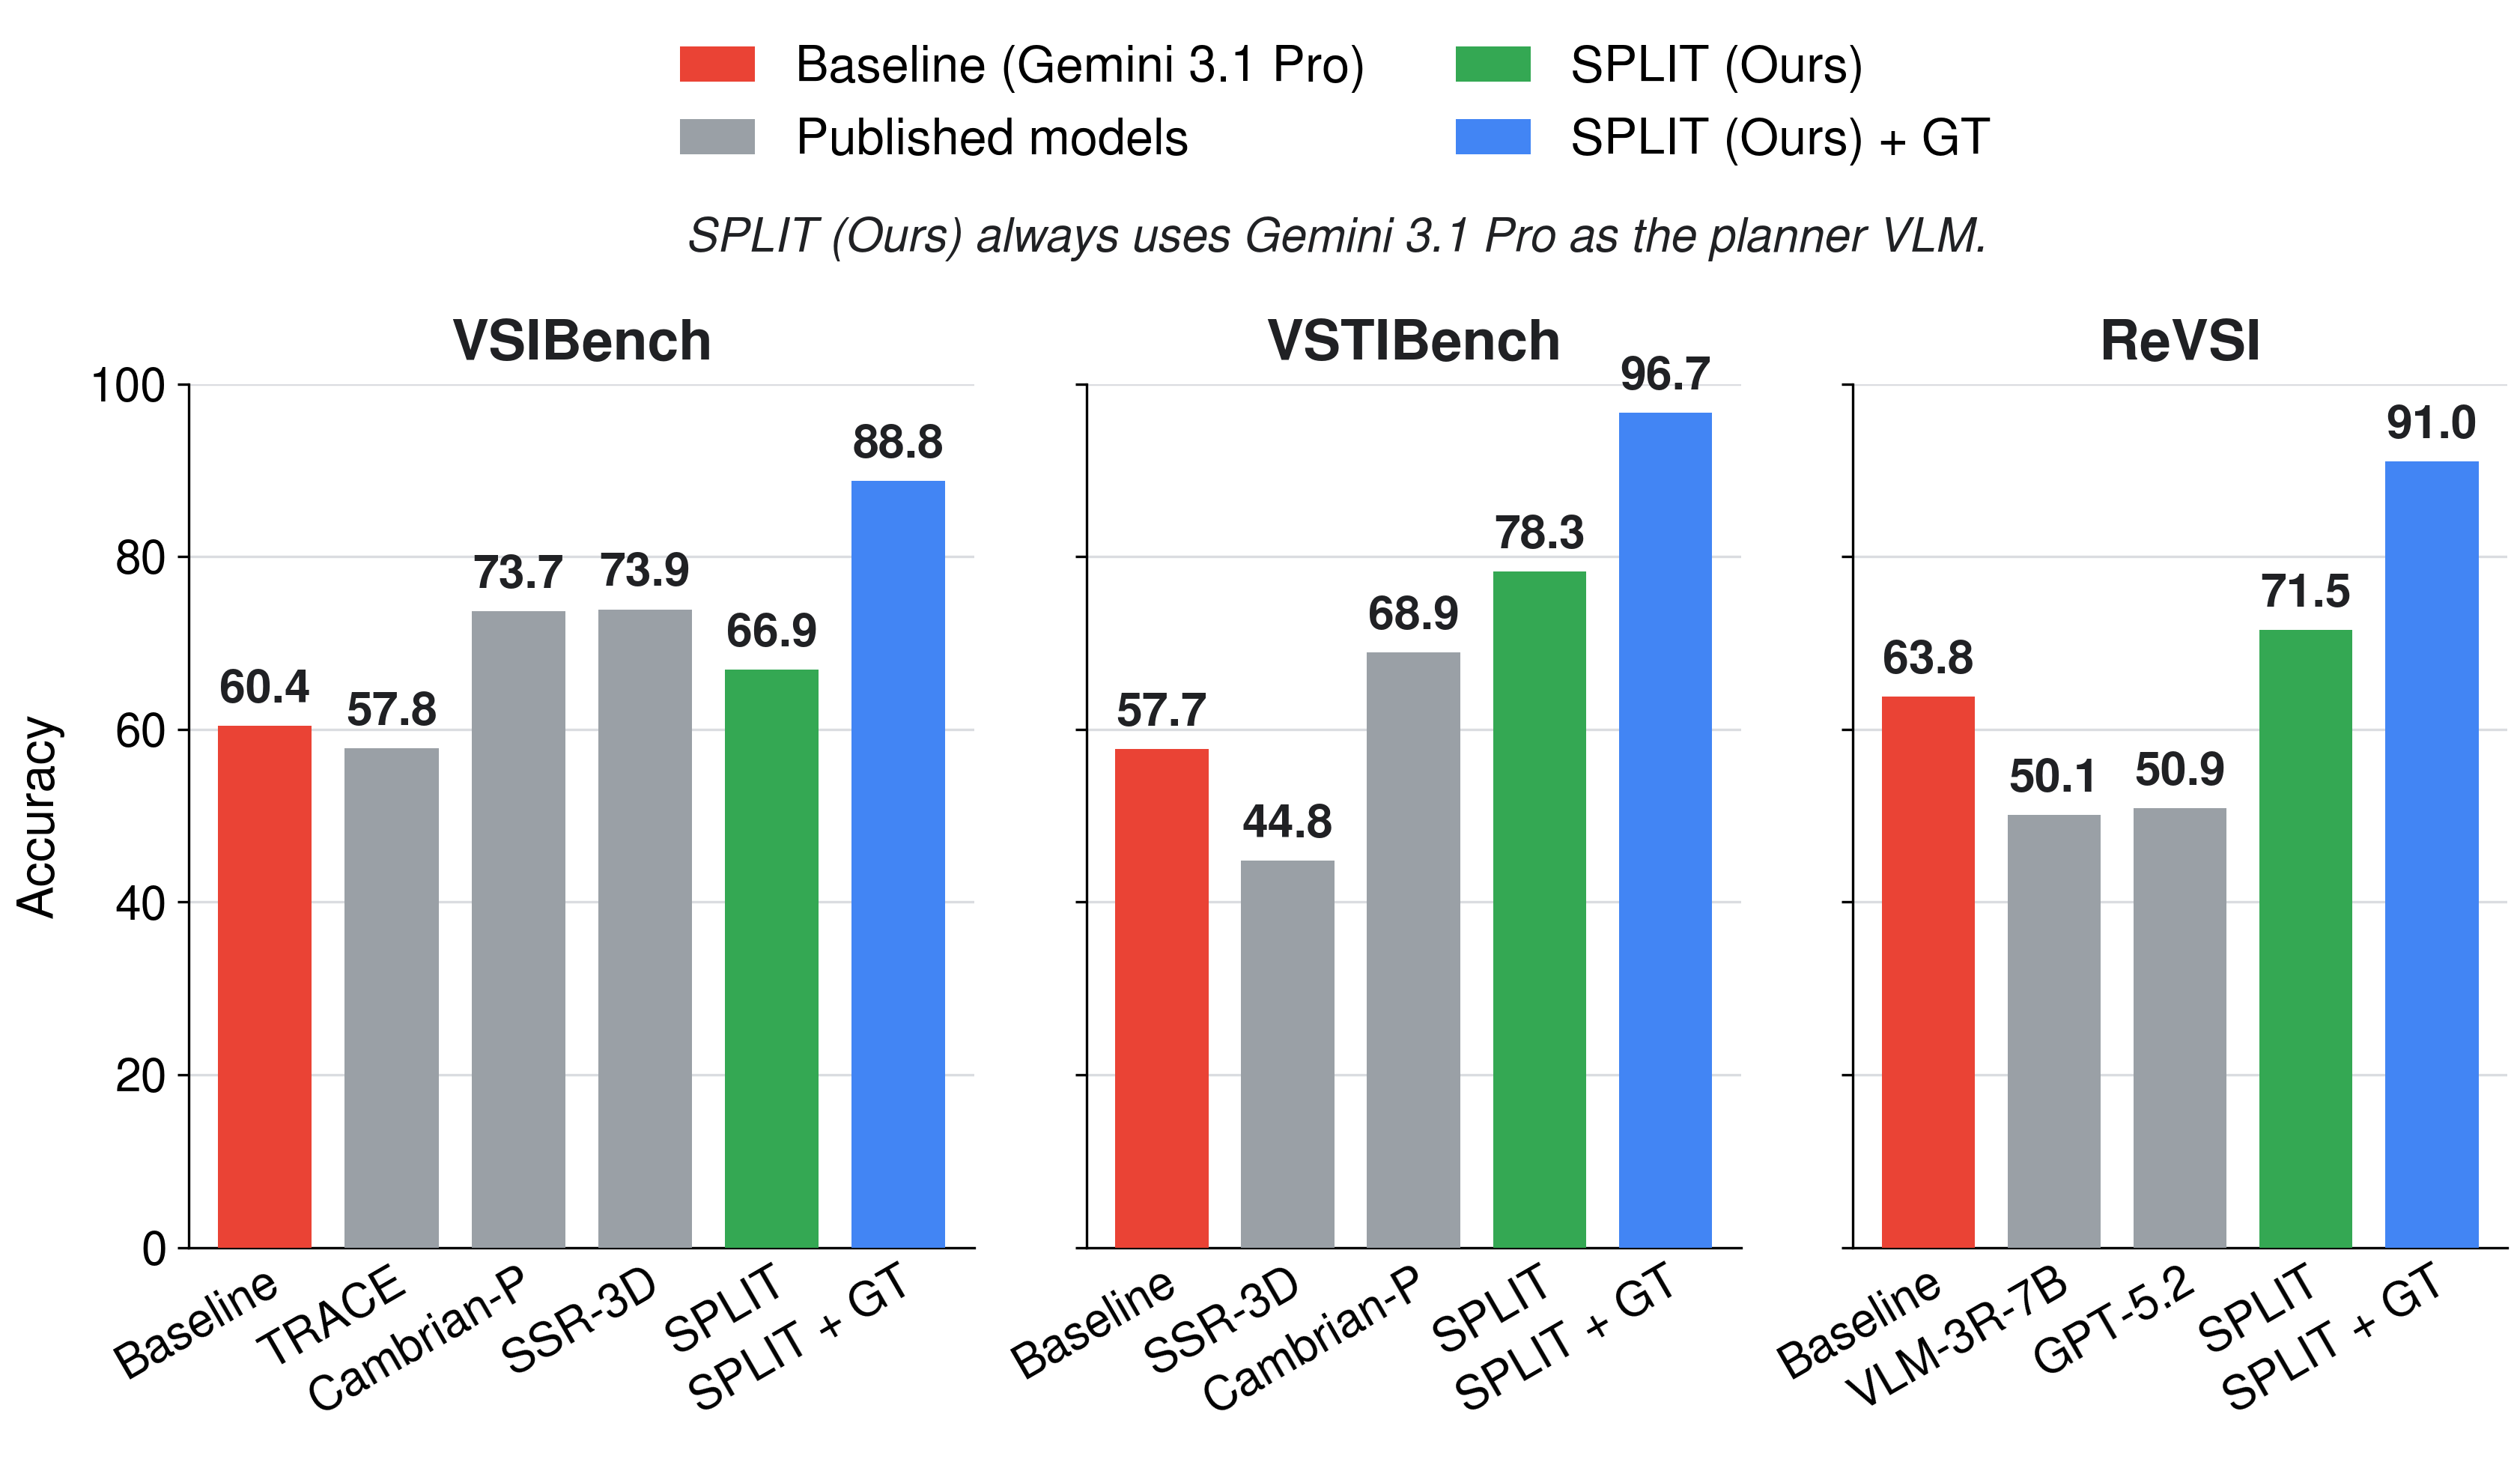 Baseline (Gemini 3.1 Pro)
Published models
SPLIT (Ours)
SPLIT (Ours) + GT
SPLIT (Ours) always uses Gemini 3.1 Pro as the planner VLM.
VSIBench
Accuracy
100
80
60
40
20
0
60.4
57.8
73.7
73.9
66.9
88.8
Baseline
TRACE
Cambrian-P
SSR-3D
SPLIT
SPLIT + GT
VSTIBench
57.7
44.8
68.9
78.3
96.7
Baseline
SSR-3D
Cambrian-P
SPLIT
SPLIT + GT
ReVSI
63.8
50.1
50.9
71.5
91.0
Baseline
VLM-3R-7B
GPT-5.2
SPLIT
SPLIT + GT